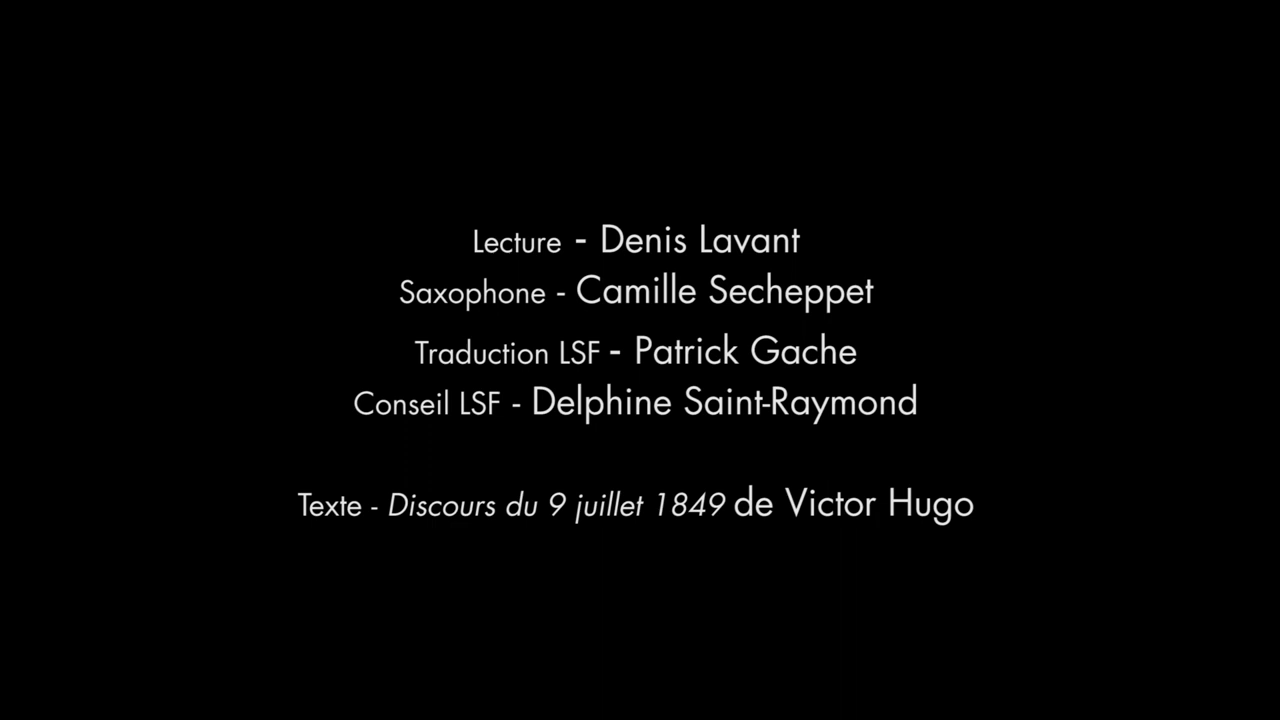 Lecture - Denis Lavant
Saxophone - Camille Secheppet
Traduction LSF - Patrick Gache
Conseil LSF - Delphine Saint-Raymond
Texte - Discours du 9 juillet 1849 de Victor Hugo